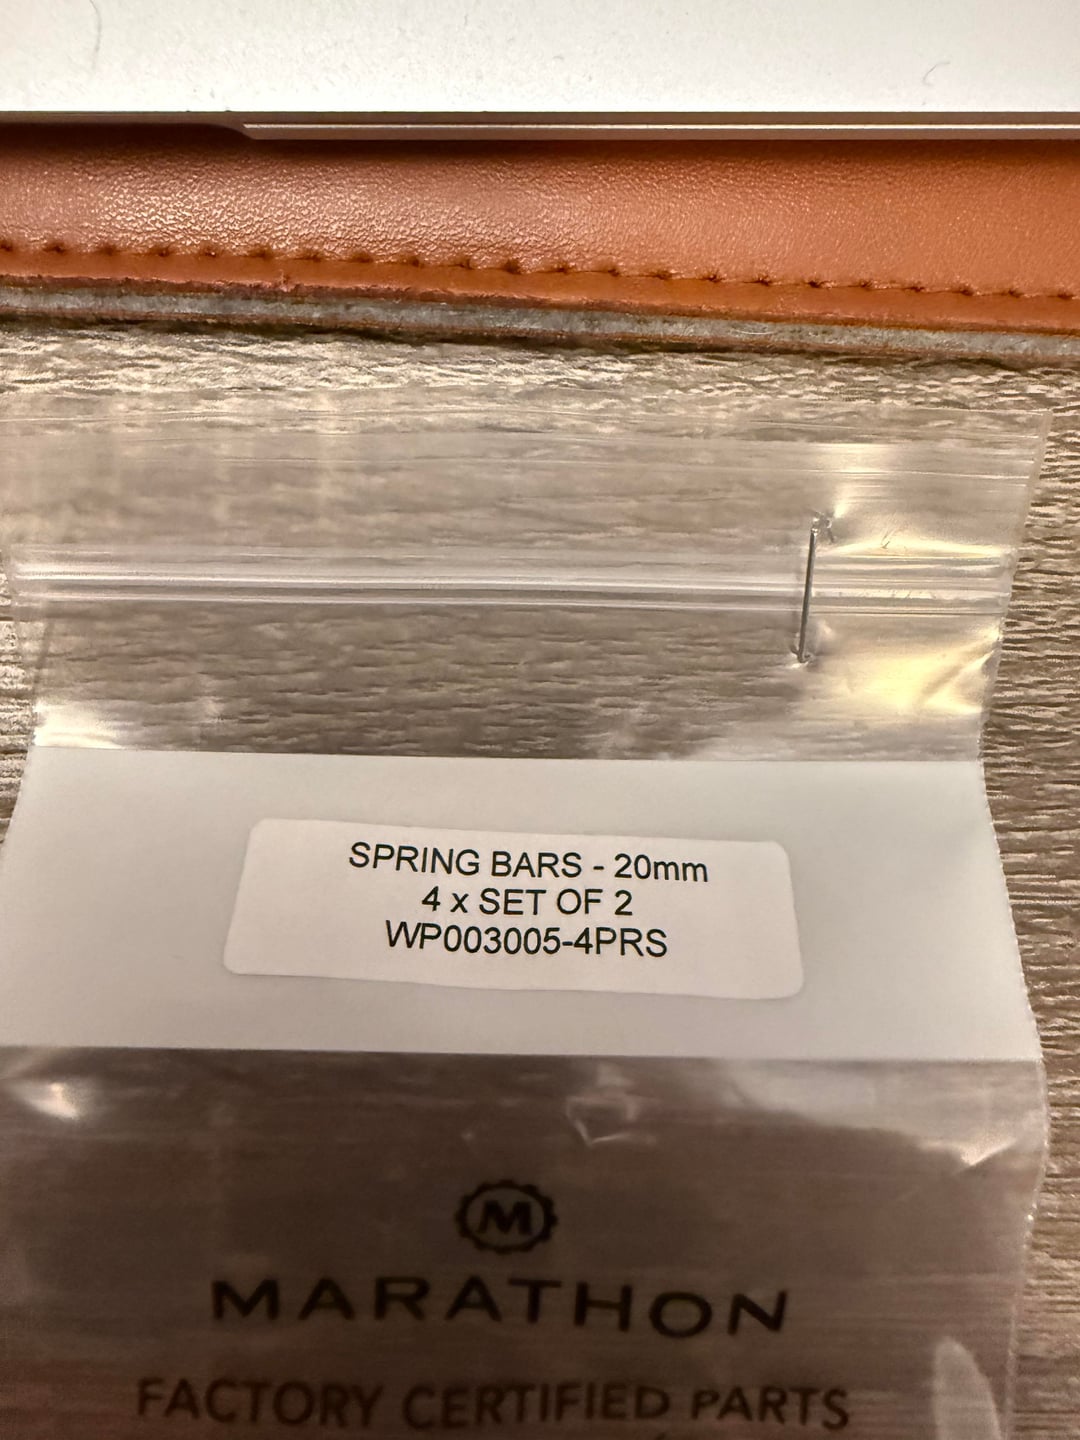 SPRING BARS - 20mm
4 x SET OF 2
WP003005-4PRS
M
MARATHON
FACTORY CERTIFIED PARTS